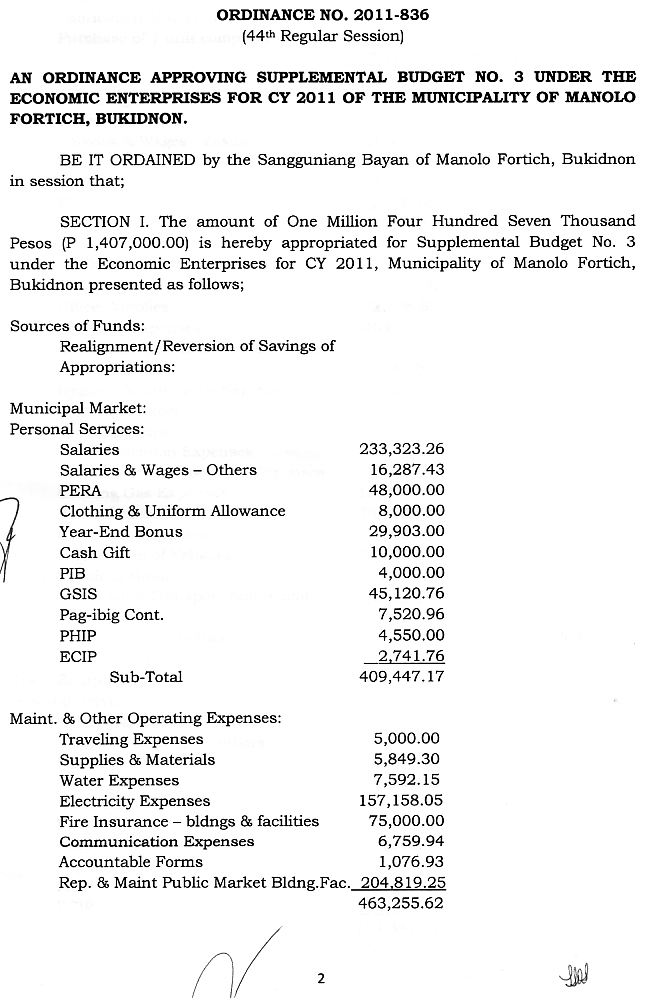 ORDINANCE NO. 2011-836
(44th Regular Session)
AN ORDINANCE APPROVING SUPPLEMENTAL BUDGET NO. 3 UNDER THE
ECONOMIC ENTERPRISES FOR CY 2011 OF THE MUNICIPALITY OF MANOLO
FORTICH, BUKIDNON.
BE IT ORDAINED by the Sangguniang Bayan of Manolo Fortich, Bukidnon
in session that;
SECTION I. The amount of One Million Four Hundred Seven Thousand
Pesos (P 1,407,000.00) is hereby appropriated for Supplemental Budget No. 3
under the Economic Enterprises for CY 2011, Municipality of Manolo Fortich,
Bukidnon presented as follows;
Sources of Funds:
Realignment/Reversion of Savings of
Appropriations:
Municipal Market:
Personal Services:
Salaries 233,323.26
Salaries & Wages – Others 16,287.43
PERA 48,000.00
Clothing & Uniform Allowance 8,000.00
Year-End Bonus 29,903.00
Cash Gift 10,000.00
PIB 4,000.00
GSIS 45,120.76
Pag-ibig Cont. 7,520.96
PHIP 4,550.00
ECIP 2,741.76
Sub-Total 409,447.17
Maint. & Other Operating Expenses:
Traveling Expenses 5,000.00
Supplies & Materials 5,849.30
Water Expenses 7,592.15
Electricity Expenses 157,158.05
Fire Insurance – bldngs & facilities 75,000.00
Communication Expenses 6,759.94
Accountable Forms 1,076.93
Rep. & Maint Public Market Bldng.Fac. 204,819.25
463,255.62
2